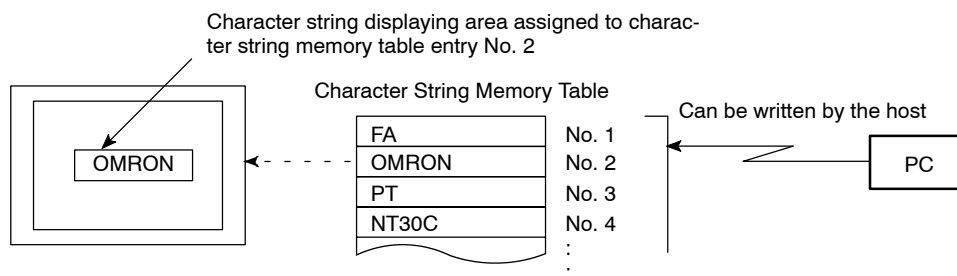 Character string displaying area assigned to charac-
ter string memory table entry No. 2
Character String Memory Table
Can be written by the host
FA No. 1
OMRON OMRON No. 2 PC
PT No. 3
NT30C No. 4